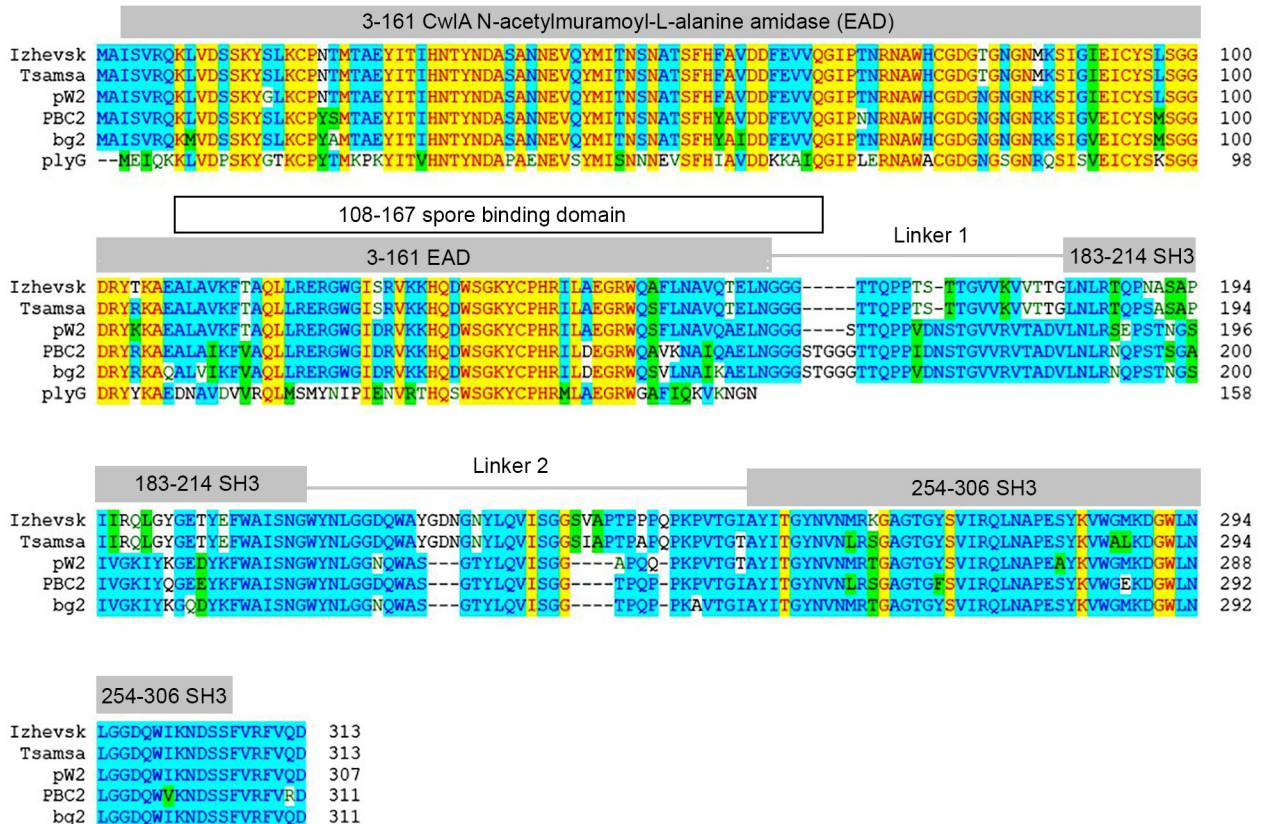 3-161 CwlA N-acetylmuramoyl-L-alanine amidase (EAD)
Izhevsk MAISVRQKLVDSSKYSLKCPNTMTAEYITIHNTYNDASANNEVQYMITNSNATSFHFAVDDFEVVQGIPTNRNAWHCGDGTGNGNMKSIGIEICYSLSGG 100
Tsamsa MAISVRQKLVDSSKYSLKCPNTMTAEYITIHNTYNDASANNEVQYMITNSNATSFHFAVDDFEVVQGIPTNRNAWHCGDGTGNGNMKSIGIEICYSLSGG 100
pW2 MAISVRQKLVDSSKYGLKCPNTMTAEYITIHNTYNDASANNEVQYMITNSNATSFHFAVDDFEVVQGIPTNRNAWHCGDGNGNGNRKSIGIEICYSLSGG 100
PBC2 MAISVRQKLVDSSKYSLKCPYSMTAEYITIHNTYNDASANNEVQYMITNSNATSFHYAVDDFEVVQGIPNNRNAWHCGDGNGNGNRKSIGVEICYSMSGG 100
bg2 MAISVRQKMVDSSKYSLKCPYAMTAEYITIHNTYNDASANNEVQYMITNSNATSFHYAIDDFEVVQGIPTNRNAWHCGDGNGNGNRKSIGVEICYSMSGG 100
plyG --MEIQKKLVDPSKYGTKCPYTMKPKYITVHNTYNDAPAENEVSYMISNNNEVSFHIAVDDKKAIQGIPLERNAWACGDGNGSGNRQSISVEICYSKSGG 98
108-167 spore binding domain
3-161 EAD Linker 1 183-214 SH3
Izhevsk DRYTKAEALAVKFTAQLLRERGWGISRVKKHQDWSGKYCPHRILAEGRWQAFLNAVQTELNGGG-----TTQPPTS-TTGVVKVVTTGLNLRTQPNASAP 194
Tsamsa DRYRKAEALAVKFTAQLLRERGWGISRVKKHQDWSGKYCPHRILAEGRWQSFLNAVQTELNGGG-----TTQPPTS-TTGVVKVVTTGLNLRTQPSASAP 194
pW2 DRYKKAEALAVKFTAQLLRERGWGIDRVKKHQDWSGKYCPHRILAEGRWQSFLNAVQAELNGGG----STTQPPVDNSTGVVRVTADVLNLRSEPSTNGS 196
PBC2 DRYRKAEALAIKFVAQLLRERGWGIDRVKKHQDWSGKYCPHRILDEGRWQAVKNAIQAELNGGGSTGGGTTQPPIDNSTGVVRVTADVLNLRNQPSTSGA 200
bg2 DRYRKAQALVIKFVAQLLRERGWGIDRVKKHQDWSGKYCPHRILDEGRWQSVLNAIKAELNGGGSTGGGTTQPPVDNSTGVVRVTADVLNLRNQPSTNGS 200
plyG DRYYKAEDNAVDVVRQLMSMYNIPIENVRTHQSWSGKYCPHRMLAEGRWGAFIQKVKNGN 158
183-214 SH3 Linker 2 254-306 SH3
Izhevsk IIRQLGYGETYEFWAISNGWYNLGGDQWAYGDNGNYLQVISGGSVAPTPPPQPKPVTGIAYITGYNVNMRKGAGTGYSVIRQLNAPESYKVWGMKDGWLN 294
Tsamsa IIRQLGYGETYEFWAISNGWYNLGGDQWAYGDNGNYLQVISGGSIAPTPAPQPKPVTGTAYITGYNVNLRSGAGTGYSVIRQLNAPESYKVWALKDGWLN 294
pW2 IVGKIYKGEDYKFWAISNGWYNLGGNQWAS---GTYLQVISGG----APQQ-PKPVTGTAYITGYNVNMRTGAGTGYSVIRQLNAPEAYKVWGMKDGWLN 288
PBC2 IVGKIYQGEEYKFWAISNGWYNLGGDQWAS---GTYLQVISGG----TPQP-PKPVTGIAYITGYNVNLRSGAGTGFSVIRQLNAPESYKVWGEKDGWLN 292
bg2 IVGKIYKGQDYKFWAISNGWYNLGGNQWAS---GTYLQVISGG----TPQP-PKAVTGIAYITGYNVNMRTGAGTGYSVIRQLNAPESYKVWGMKDGWLN 292
254-306 SH3
Izhevsk LGGDQWIKNDSSFVRFVQD 313
Tsamsa LGGDQWIKNDSSFVRFVQD 313
pW2 LGGDQWIKNDSSFVRFVQD 307
PBC2 LGGDQWVKNDSSFVRFVRD 311
bg2 LGGDQWIKNDSSFVRFVQD 311